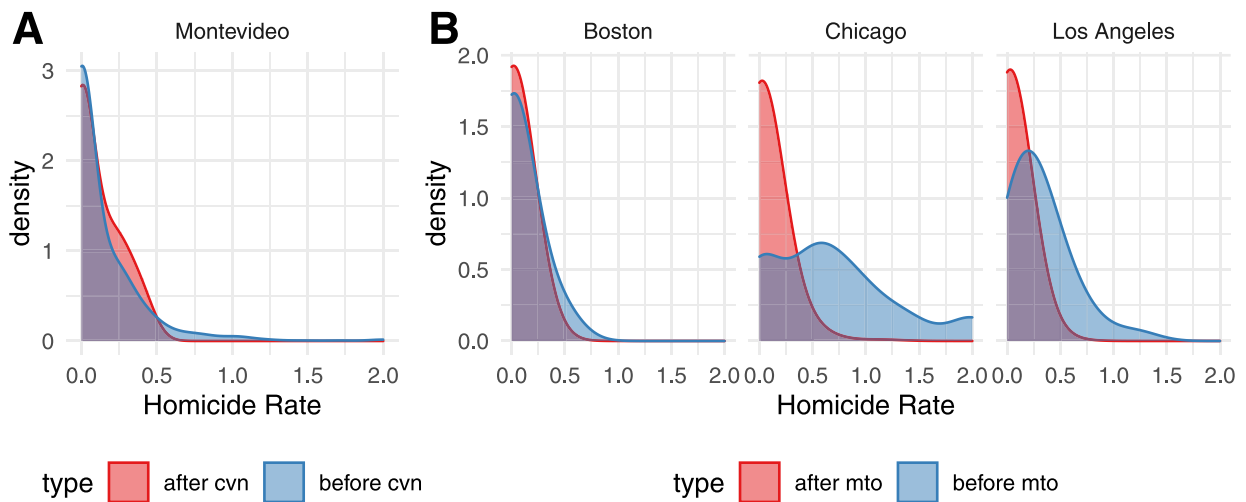 A
Montevideo
density
3
2
1
0
0.0 0.5 1.0 1.5 2.0
Homicide Rate
type after cvn before cvn
B
Boston Chicago Los Angeles
density
2.0
1.5
1.0
0.5
0.0
0.0 0.5 1.0 1.5 2.0 0.0 0.5 1.0 1.5 2.0 0.0 0.5 1.0 1.5 2.0
Homicide Rate
type after mto before mto